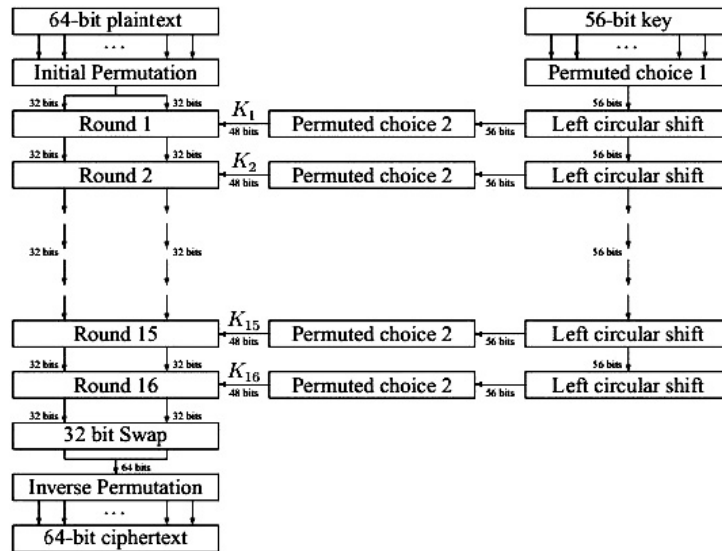 64-bit plaintext 56-bit key
... ...
Initial Permutation Permuted choice 1
32 bits 32 bits 56 bits
Round 1 K1 48 bits Permuted choice 2 56 bits Left circular shift
32 bits 32 bits 56 bits
Round 2 K2 48 bits Permuted choice 2 56 bits Left circular shift
32 bits 32 bits 56 bits
Round 15 K15 48 bits Permuted choice 2 56 bits Left circular shift
32 bits 32 bits 56 bits
Round 16 K16 48 bits Permuted choice 2 56 bits Left circular shift
32 bits 32 bits
32 bit Swap
64 bits
Inverse Permutation
...
64-bit ciphertext